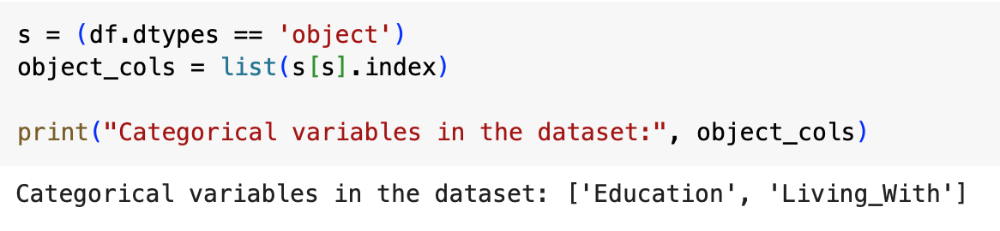 s = (df.dtypes == 'object')
object_cols = list(s[s].index)
print("Categorical variables in the dataset:", object_cols)
Categorical variables in the dataset: ['Education', 'Living_With']